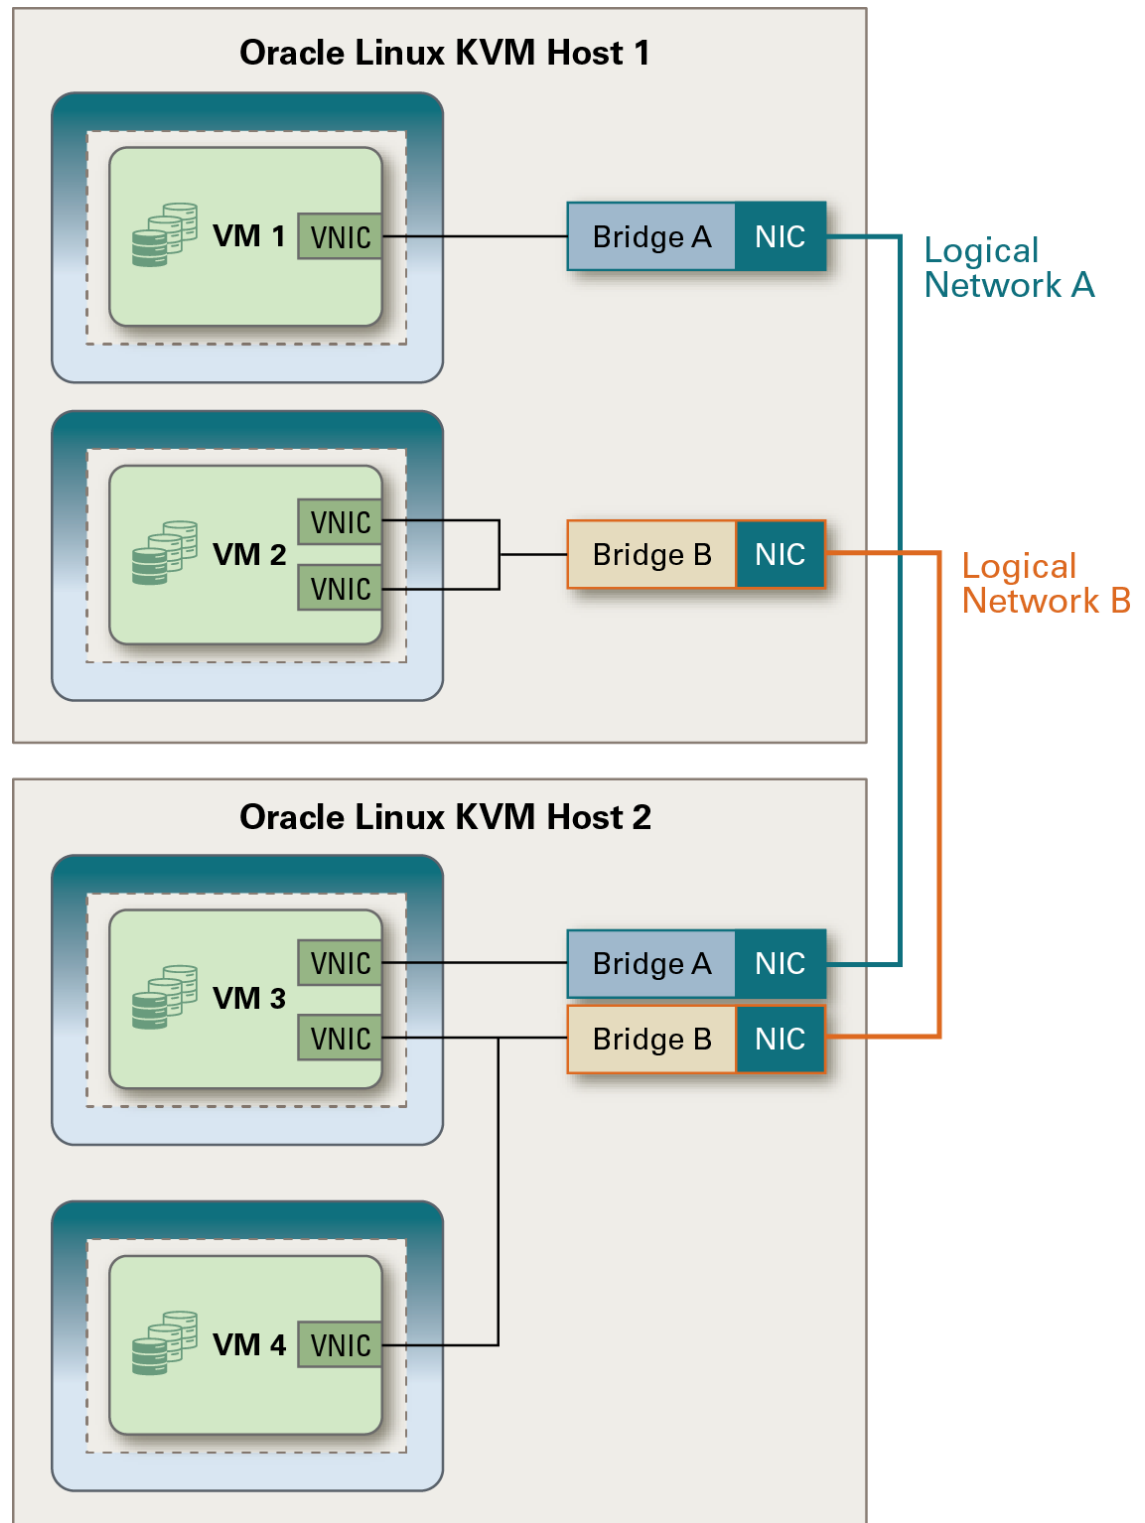 Oracle Linux KVM Host 1
VM 1
VNIC
Bridge A
NIC
Logical
Network A
VM 2
VNIC
VNIC
Bridge B
NIC
Logical
Network B
Oracle Linux KVM Host 2
VM 3
VNIC
VNIC
Bridge A
NIC
Bridge B
NIC
VM 4
VNIC